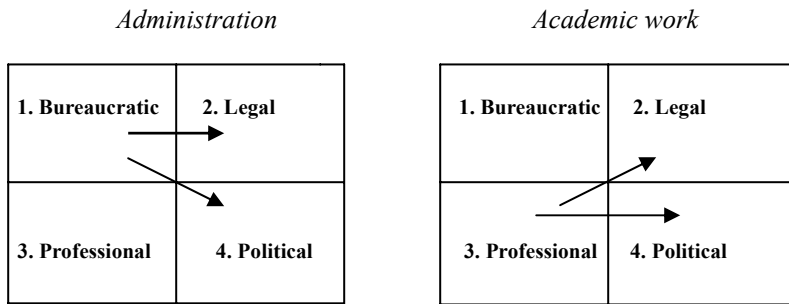 Administration
Academic work
1. Bureaucratic
2. Legal
3. Professional
4. Political
1. Bureaucratic
2. Legal
3. Professional
4. Political